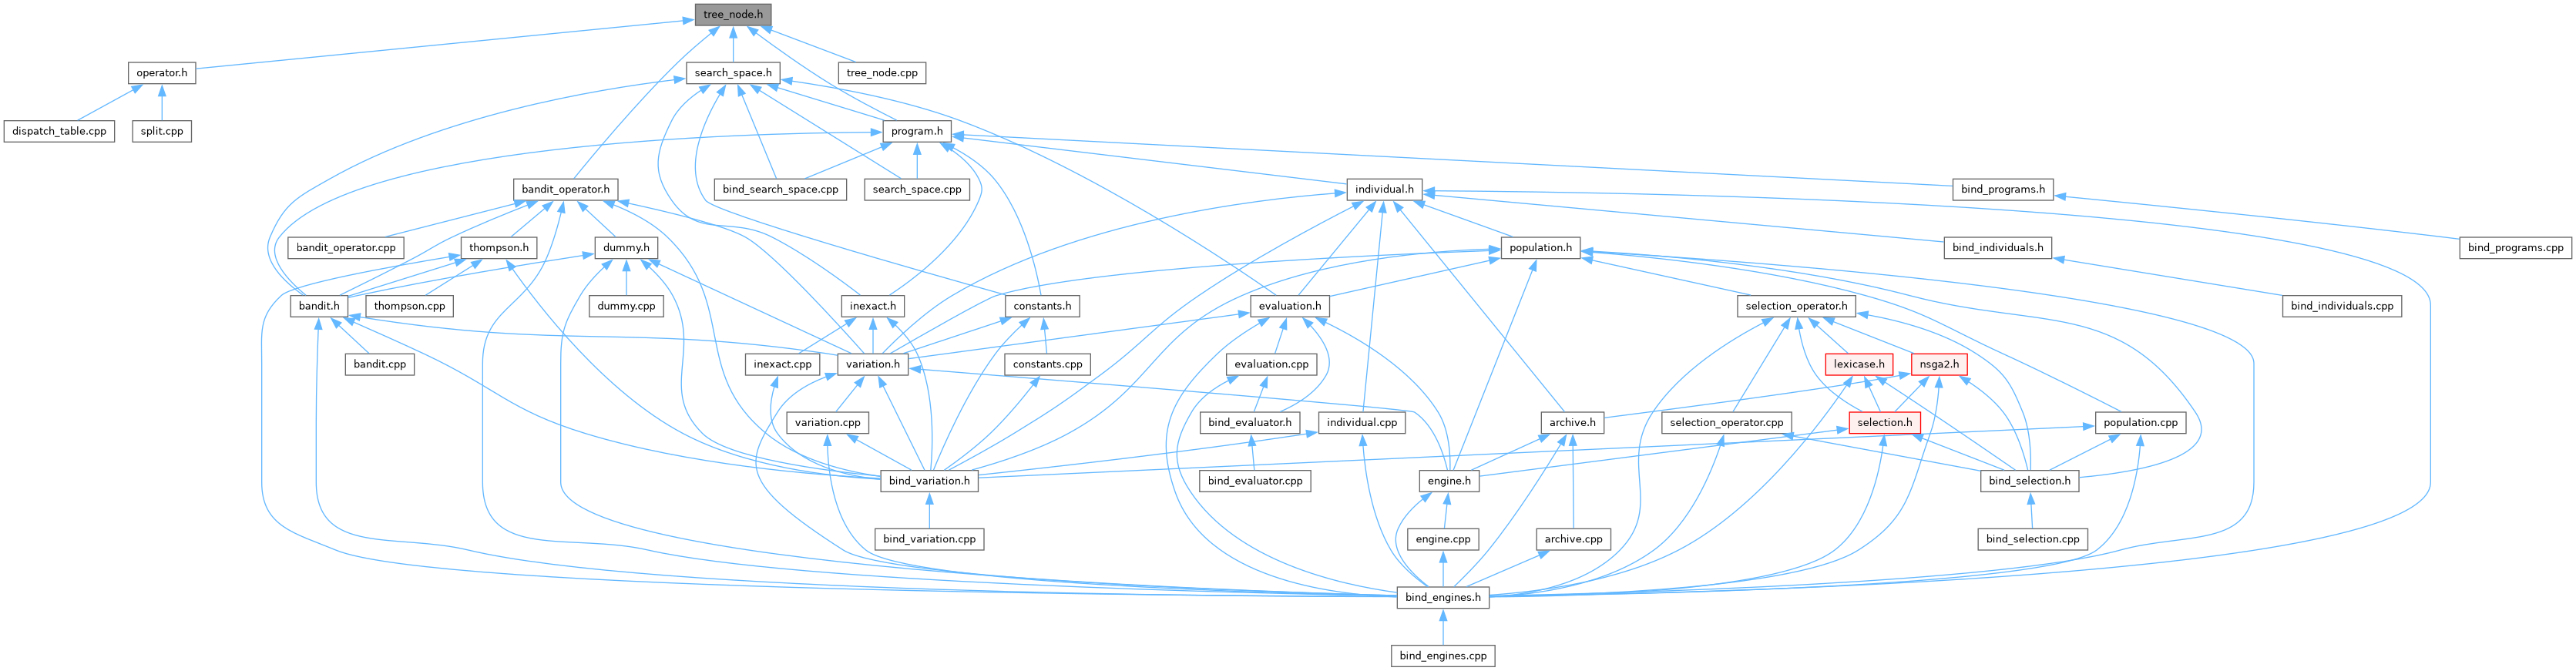 tree_node.h
operator.h
search_space.h
tree_node.cpp
dispatch_table.cpp
split.cpp
program.h
bandit_operator.h
bind_search_space.cpp
search_space.cpp
individual.h
bind_programs.h
bandit_operator.cpp
thompson.h
dummy.h
population.h
bind_individuals.h
bind_programs.cpp
bandit.h
thompson.cpp
dummy.cpp
inexact.h
constants.h
evaluation.h
selection_operator.h
bind_individuals.cpp
bandit.cpp
inexact.cpp
variation.h
constants.cpp
evaluation.cpp
lexicase.h
nsga2.h
variation.cpp
bind_evaluator.h
individual.cpp
archive.h
selection_operator.cpp
selection.h
population.cpp
bind_variation.h
bind_evaluator.cpp
engine.h
bind_selection.h
bind_variation.cpp
engine.cpp
archive.cpp
bind_selection.cpp
bind_engines.h
bind_engines.cpp